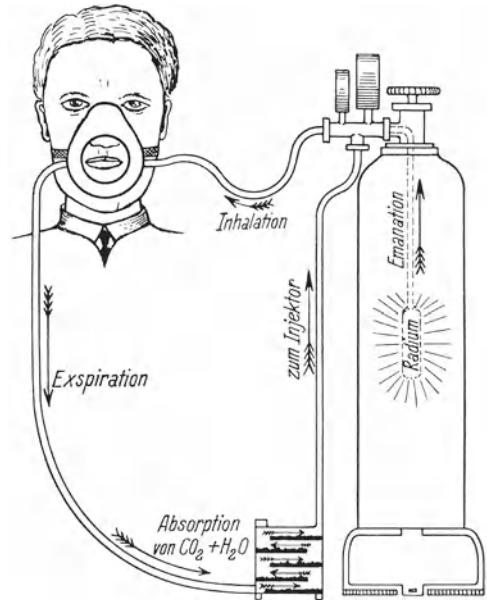 Inhalation
Emanation
Radium
zum Injektor
Exspiration
Absorption
von CO₂ + H₂O